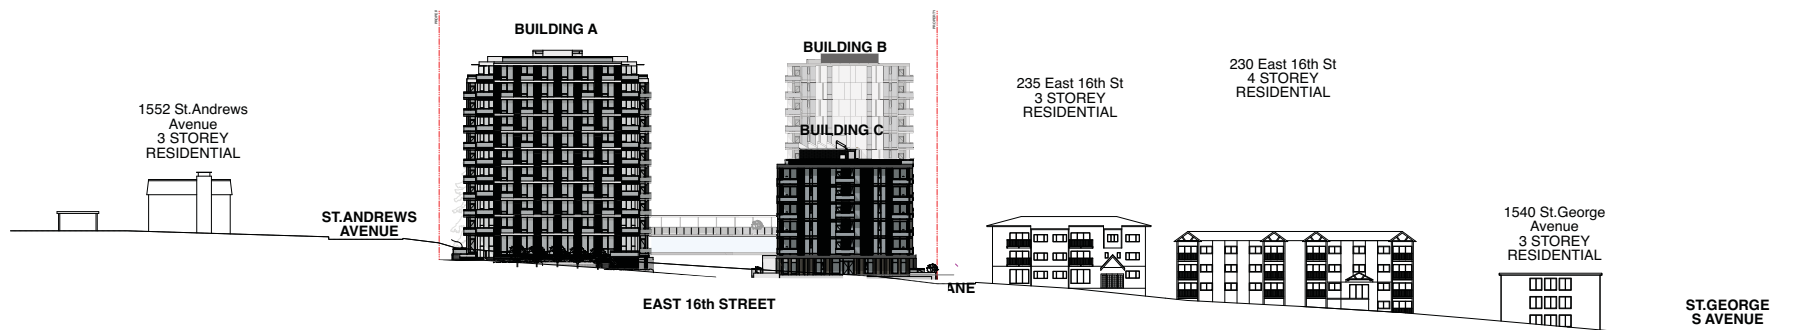 BUILDING A
BUILDING B
BUILDING C
1552 St.Andrews
Avenue
3 STOREY
RESIDENTIAL
ST.ANDREWS
AVENUE
EAST 16th STREET
ANE
235 East 16th St
3 STOREY
RESIDENTIAL
230 East 16th St
4 STOREY
RESIDENTIAL
1540 St.George
Avenue
3 STOREY
RESIDENTIAL
ST.GEORGE
S AVENUE